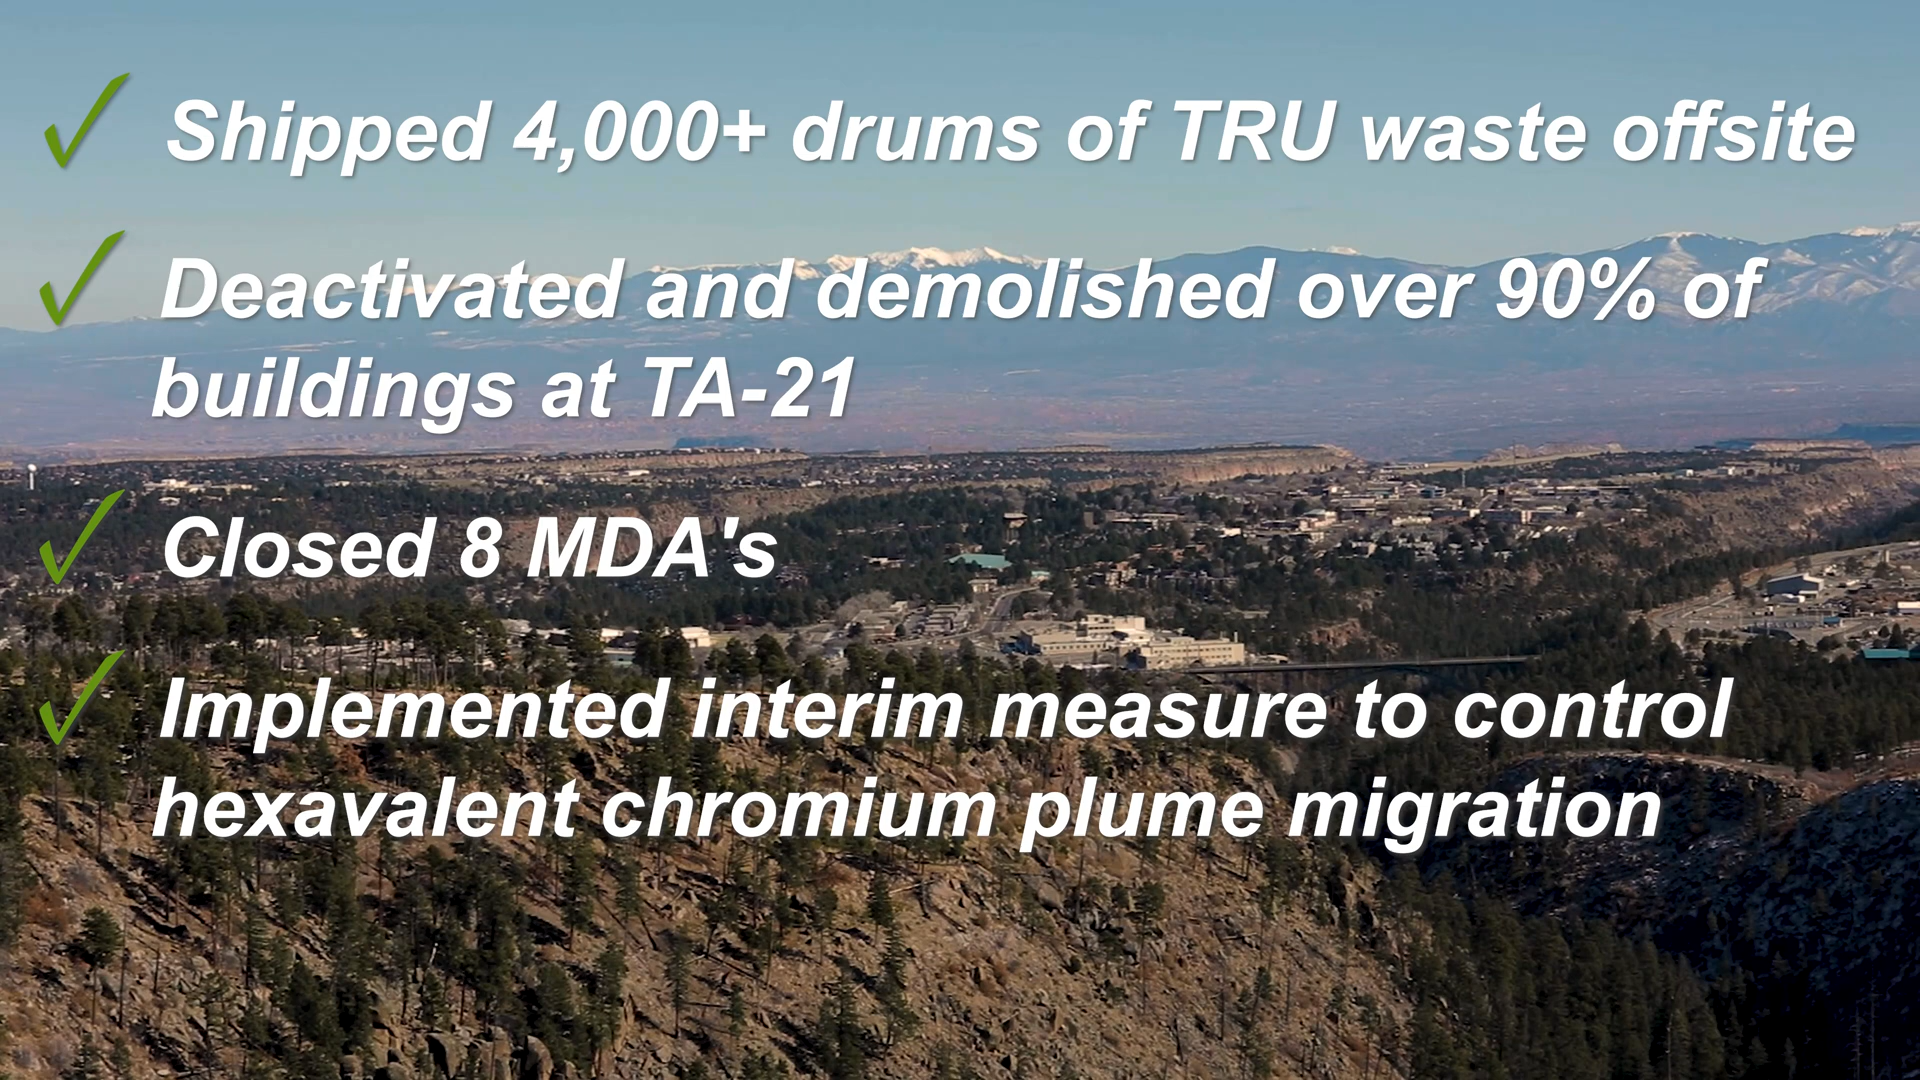 ✓ Shipped 4,000+ drums of TRU waste offsite
✓ Deactivated and demolished over 90% of
buildings at TA-21
✓ Closed 8 MDA's
✓ Implemented interim measure to control
hexavalent chromium plume migration